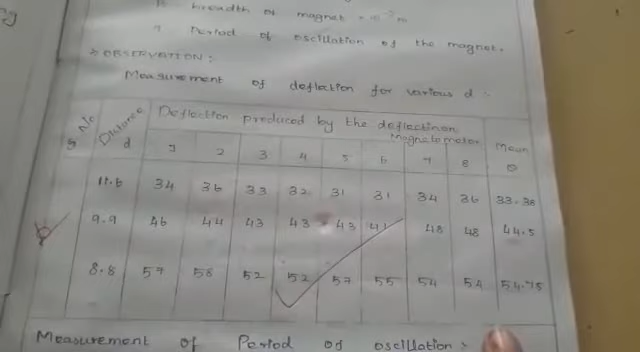 b breadth of magnet = 10⁻² m
T Period of oscillation of the magnet.
OBSERVATION:
Measurement of deflection for various d :-
S.No Distance d Deflection produced by the deflection Magnetometer Mean θ
1 2 3 4 5 6 7 8
11.6 34 36 33 32 31 31 34 36 33.38
9.9 46 44 43 43 43 41 48 48 44.5
8.8 57 58 52 52 57 55 54 54 54.75
Measurement of Period of oscillation:-